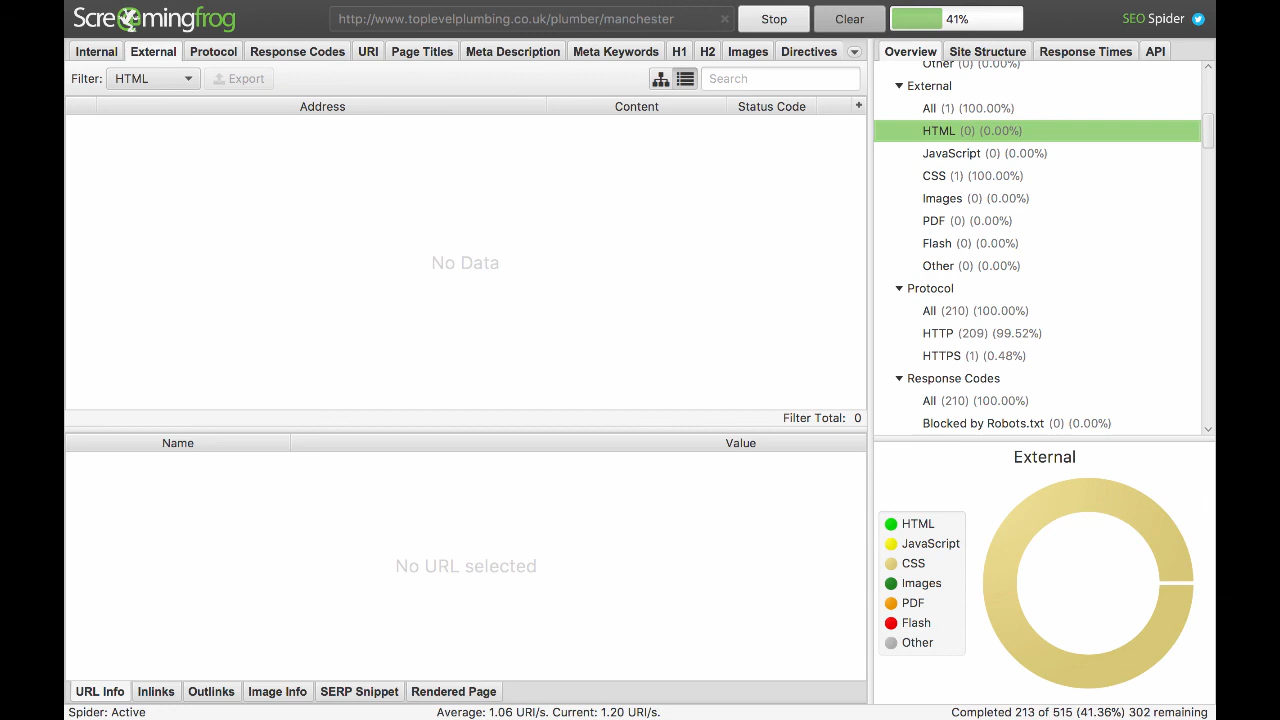 Screamingfrog
http://www.toplevelplumbing.co.uk/plumber/manchester
Stop
Clear
41%
SEO Spider
Internal External Protocol Response Codes URI Page Titles Meta Description Meta Keywords H1 H2 Images Directives
Overview Site Structure Response Times API
Filter: HTML Export Search
Address Content Status Code +
No Data
Filter Total: 0
Name Value
No URL selected
URL Info Inlinks Outlinks Image Info SERP Snippet Rendered Page
Other (0) (0.00%)
External
All (1) (100.00%)
HTML (0) (0.00%)
JavaScript (0) (0.00%)
CSS (1) (100.00%)
Images (0) (0.00%)
PDF (0) (0.00%)
Flash (0) (0.00%)
Other (0) (0.00%)
Protocol
All (210) (100.00%)
HTTP (209) (99.52%)
HTTPS (1) (0.48%)
Response Codes
All (210) (100.00%)
Blocked by Robots.txt (0) (0.00%)
External
HTML
JavaScript
CSS
Images
PDF
Flash
Other
Spider: Active
Average: 1.06 URI/s. Current: 1.20 URI/s.
Completed 213 of 515 (41.36%) 302 remaining